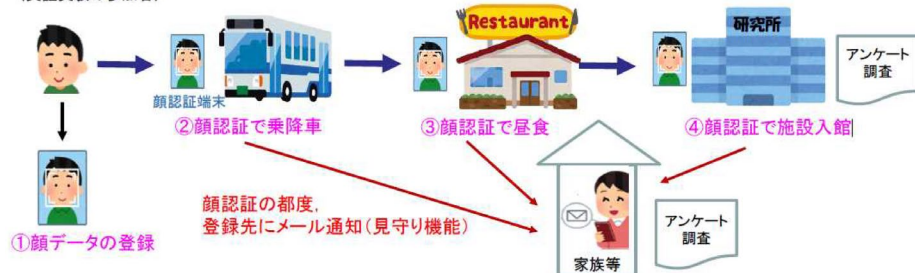 Restaurant
研究所
アンケート
調査
顔認証端末
②顔認証で乗降車
③顔認証で昼食
④顔認証で施設入館
顔認証の都度，
登録先にメール通知（見守り機能）
①顔データの登録
家族等
アンケート
調査